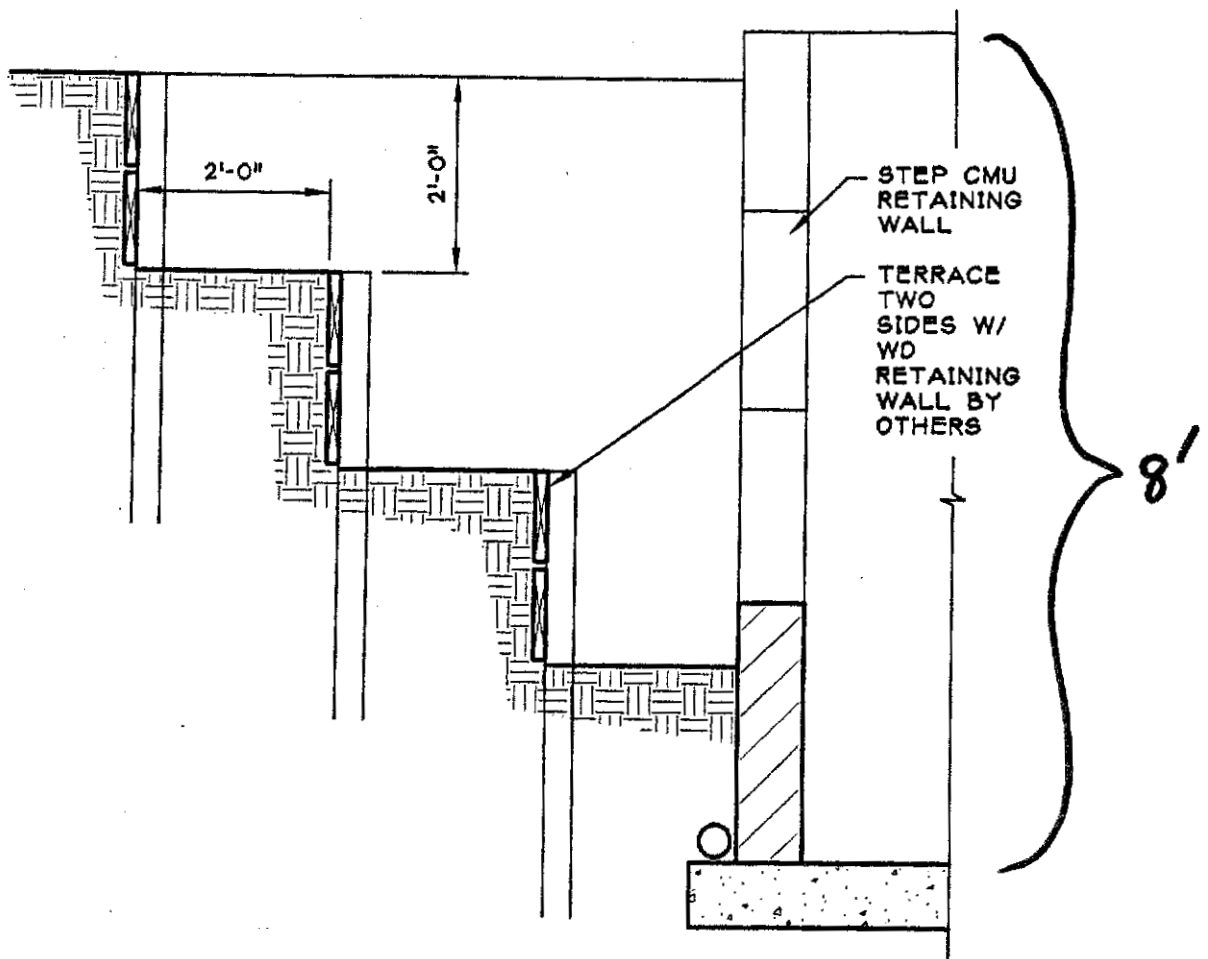 2'-0"
2'-0"
STEP CMU
RETAINING
WALL
TERRACE
TWO
SIDES W/
WD
RETAINING
WALL BY
OTHERS
8'